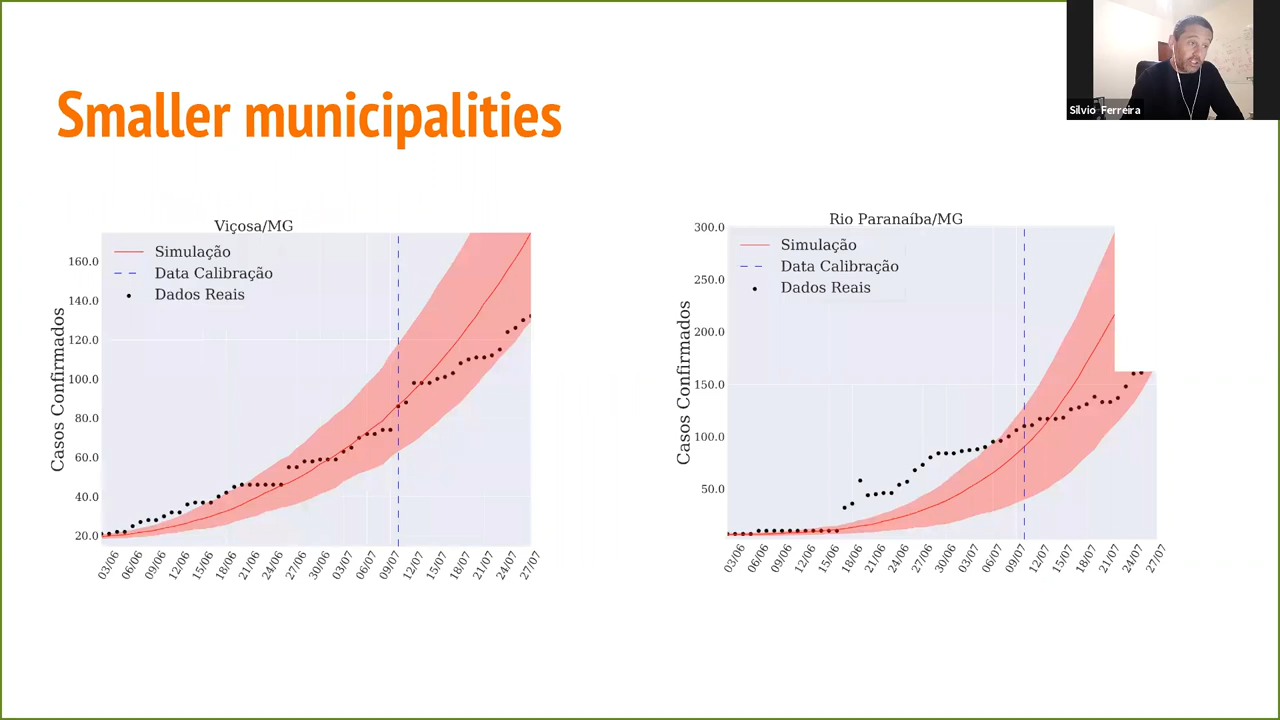 Smaller municipalities
Silvio Ferreira
Viçosa/MG
Simulação
Data Calibração
Dados Reais
Casos Confirmados
160.0
140.0
120.0
100.0
80.0
60.0
40.0
20.0
03/06 06/06 09/06 12/06 15/06 18/06 21/06 24/06 27/06 30/06 03/07 06/07 09/07 12/07 15/07 18/07 21/07 24/07 27/07
Rio Paranaíba/MG
Simulação
Data Calibração
Dados Reais
Casos Confirmados
300.0
250.0
200.0
150.0
100.0
50.0
03/06 06/06 09/06 12/06 15/06 18/06 21/06 24/06 27/06 30/06 03/07 06/07 09/07 12/07 15/07 18/07 21/07 24/07 27/07